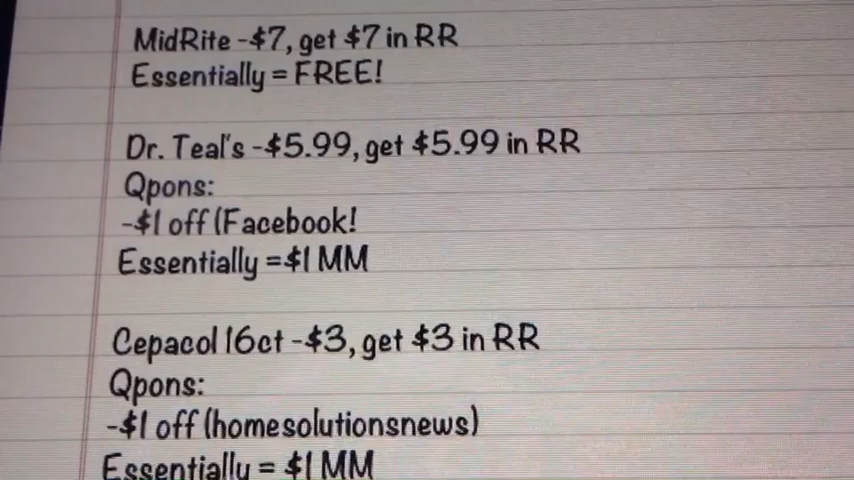 MidRite -$7, get $7 in RR
Essentially = FREE!
Dr. Teal's -$5.99, get $5.99 in RR
Qpons:
-$1 off (Facebook!
Essentially =$1 MM
Cepacol 16ct -$3, get $3 in RR
Qpons:
-$1 off (homesolutionsnews)
Essentially = $1 MM